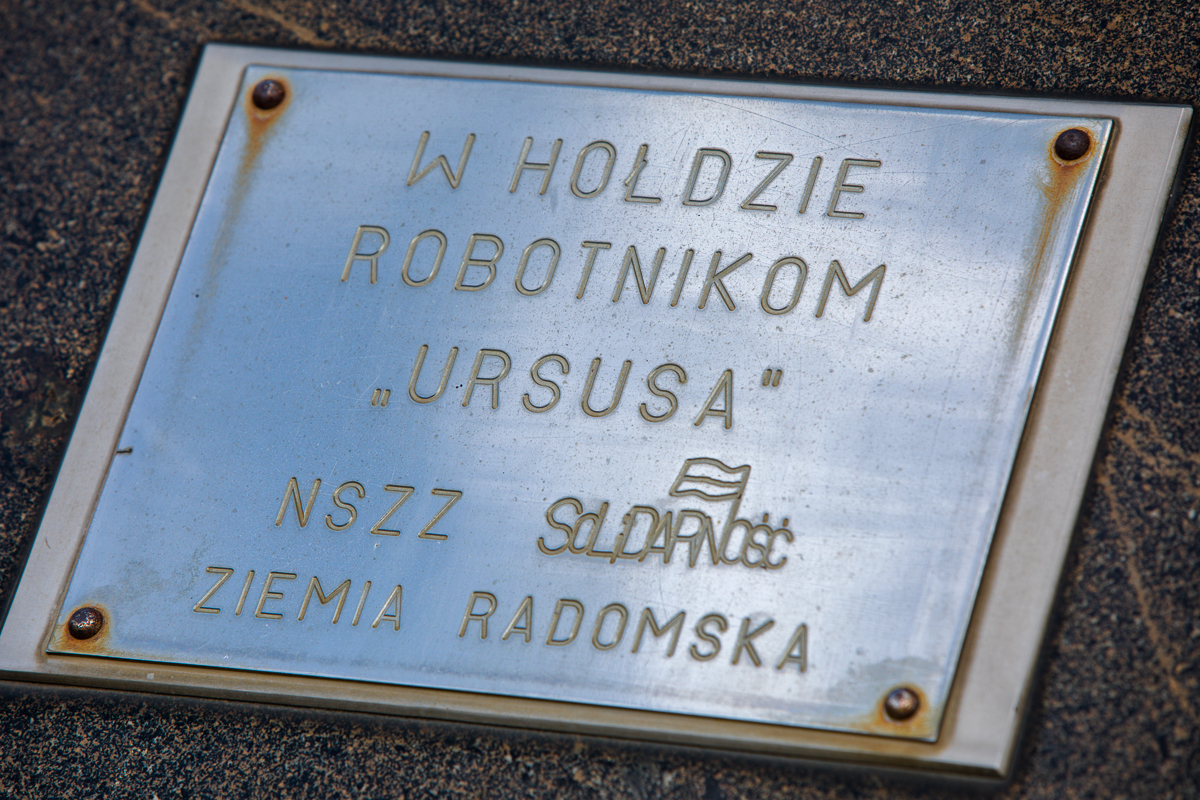 W HOŁDZIE
ROBOTNIKOM
„URSUSA"
NSZZ SOLiDARNOŚĆ
ZIEMIA RADOMSKA